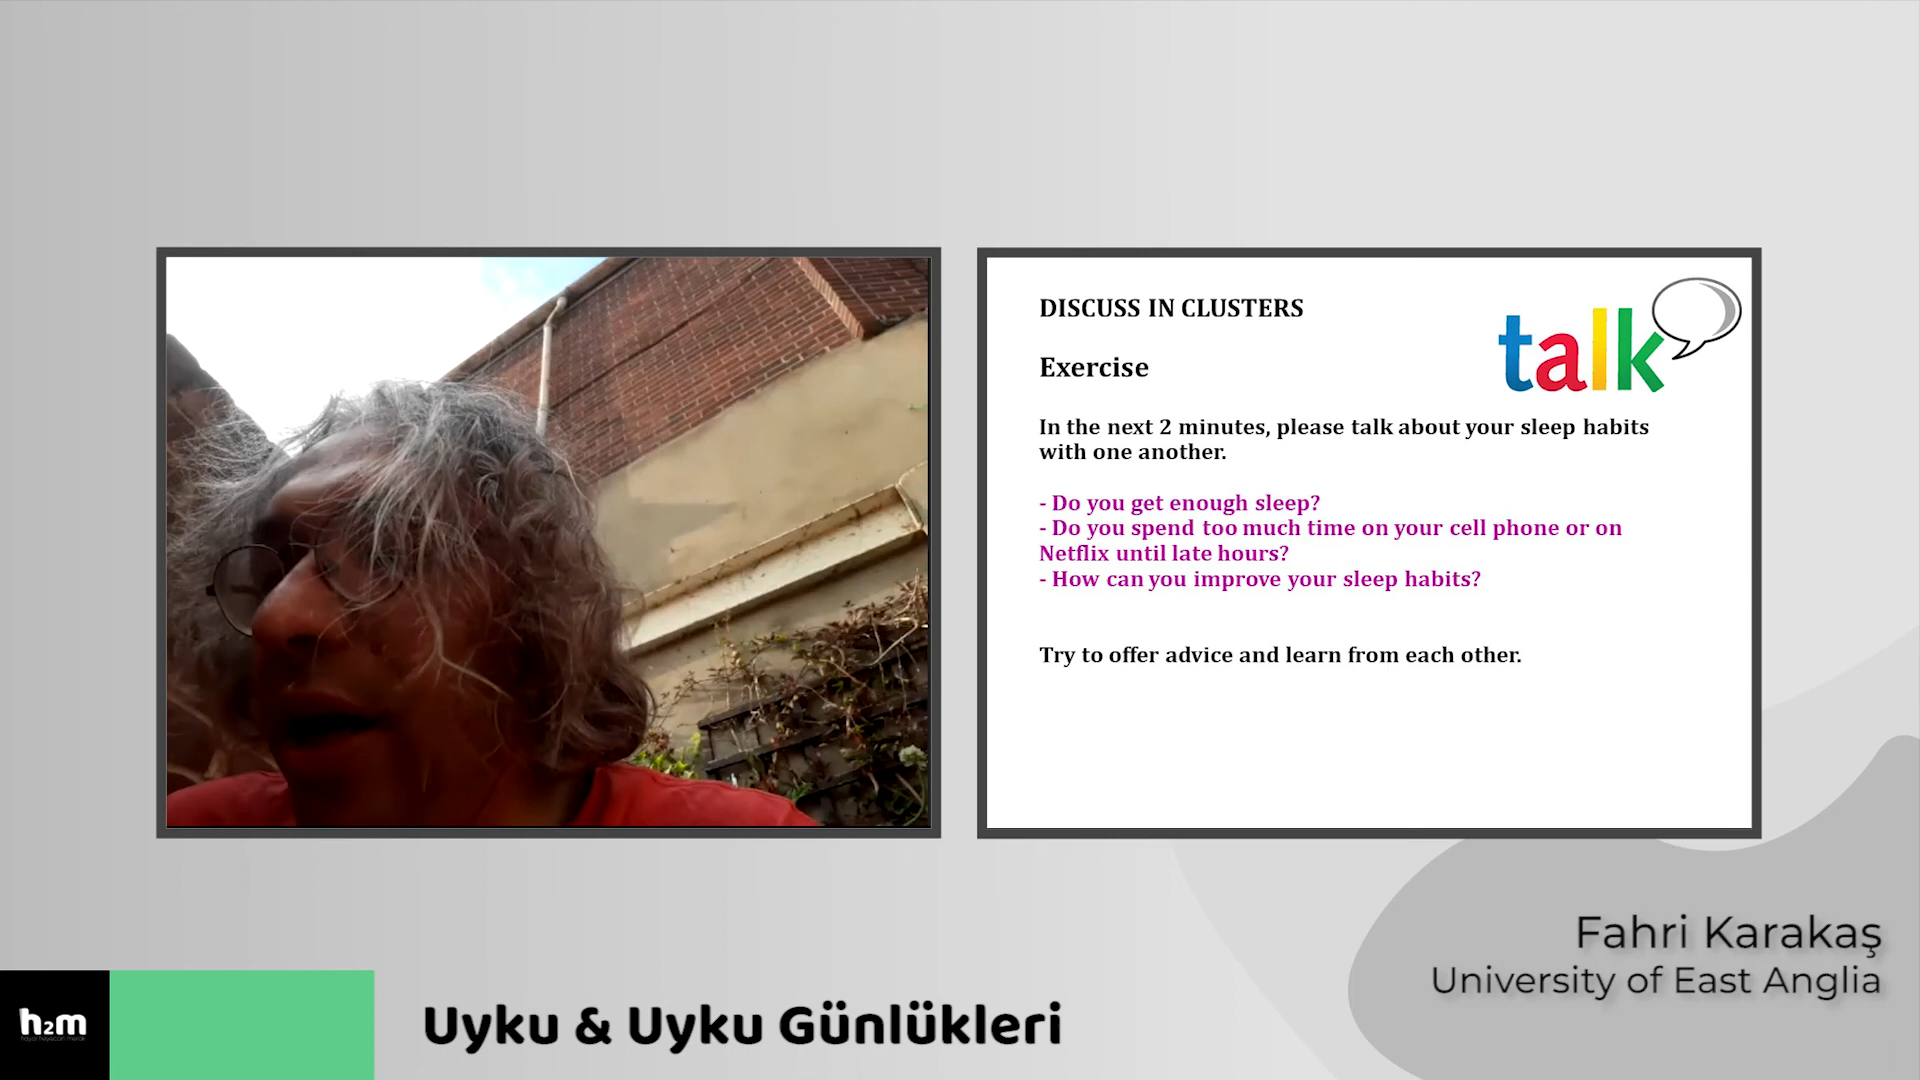 DISCUSS IN CLUSTERS
talk
Exercise
In the next 2 minutes, please talk about your sleep habits
with one another.
- Do you get enough sleep?
- Do you spend too much time on your cell phone or on
Netflix until late hours?
- How can you improve your sleep habits?
Try to offer advice and learn from each other.
Fahri Karakaş
University of East Anglia
h2m
Uyku & Uyku Günlükleri